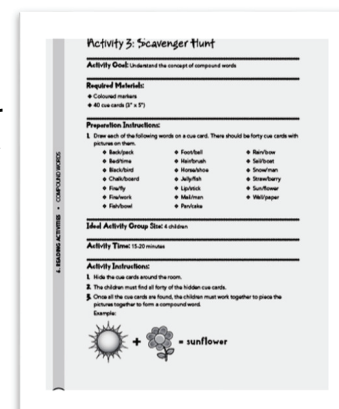 Activity 3: Scavenger Hunt
Activity Goal: Understand the concept of compound words
Required Materials:
❖ Coloured markers
❖ 40 cue cards (3" x 5")
Preparation Instructions:
1. Draw each of the following words on a cue card. There should be forty cue cards with
pictures on them.
❖ Back/pack
❖ Bed/time
❖ Black/bird
❖ Chalk/board
❖ Fire/fly
❖ Fire/work
❖ Fish/bowl
❖ Foot/ball
❖ Hair/brush
❖ Horse/shoe
❖ Jelly/fish
❖ Lip/stick
❖ Mail/man
❖ Pan/cake
❖ Rain/bow
❖ Sail/boat
❖ Snow/man
❖ Straw/berry
❖ Sun/flower
❖ Wall/paper
Ideal Activity Group Size: 4 children
Activity Time: 15-20 minutes
Activity Instructions:
1. Hide the cue cards around the room.
2. The children must find all forty of the hidden cue cards.
3. Once all the cue cards are found, the children must work together to piece the
pictures together to form a compound word.
Example:
+ = sunflower
READING ACTIVITIES • COMPOUND WORDS